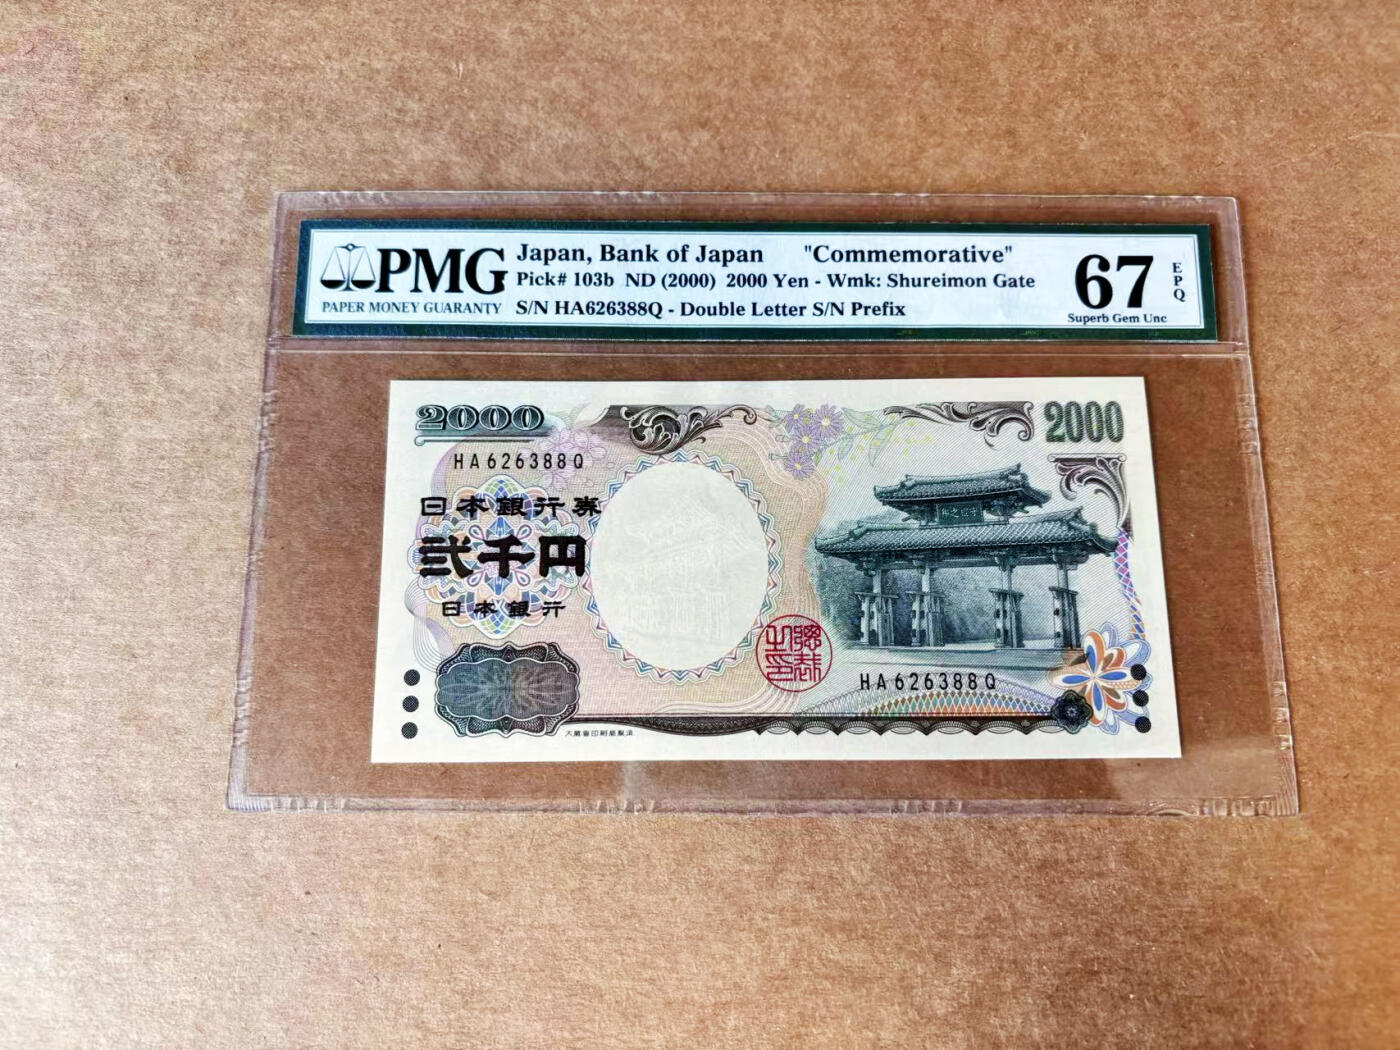 PMG
PAPER MONEY GUARANTY
Japan, Bank of Japan "Commemorative"
Pick# 103b ND (2000) 2000 Yen - Wmk: Shureimon Gate
S/N HA626388Q - Double Letter S/N Prefix
67
EPQ
Superb Gem Unc
2000
2000
HA626388Q
日本銀行券
弐千円
日本銀行
HA626388Q
大蔵省印刷局製造